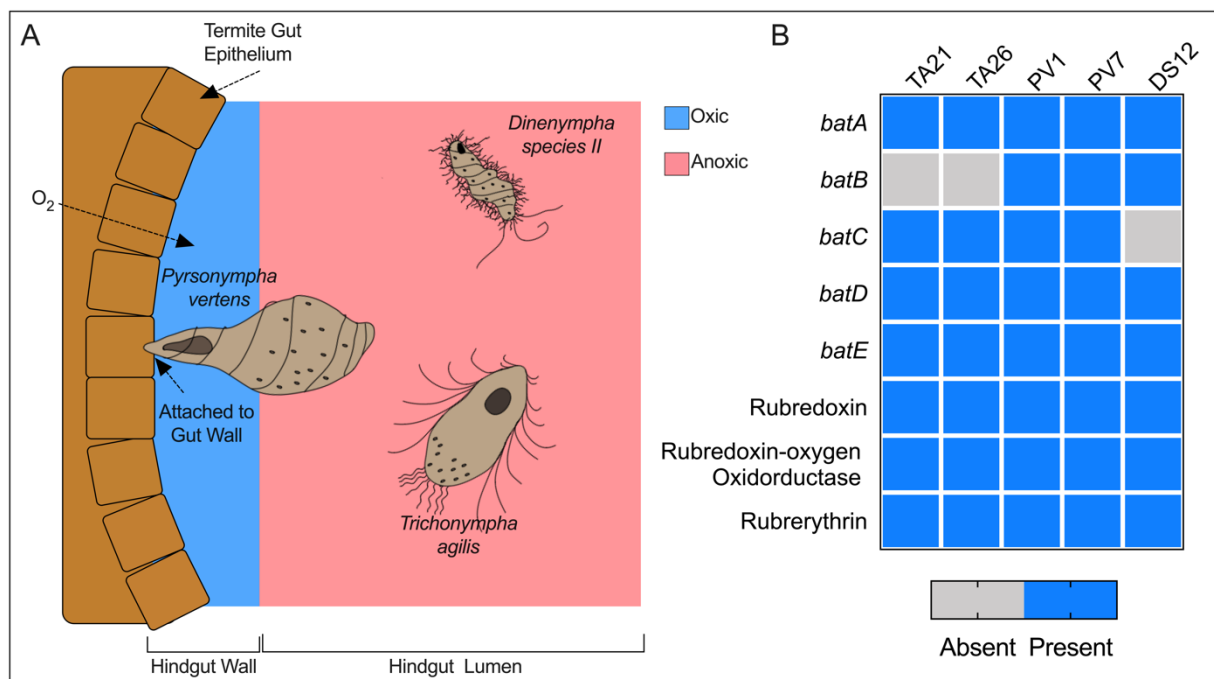 A
Termite Gut
Epithelium
O2
Pyrsonympha
vertens
Attached to
Gut Wall
Hindgut Wall
Hindgut Lumen
Dinenympha
species II
Trichonympha
agilis
Oxic
Anoxic
B
TA21
TA26
PV1
PV7
DS12
batA
batB
batC
batD
batE
Rubredoxin
Rubredoxin-oxygen
Oxidorductase
Rubrerythrin
Absent
Present